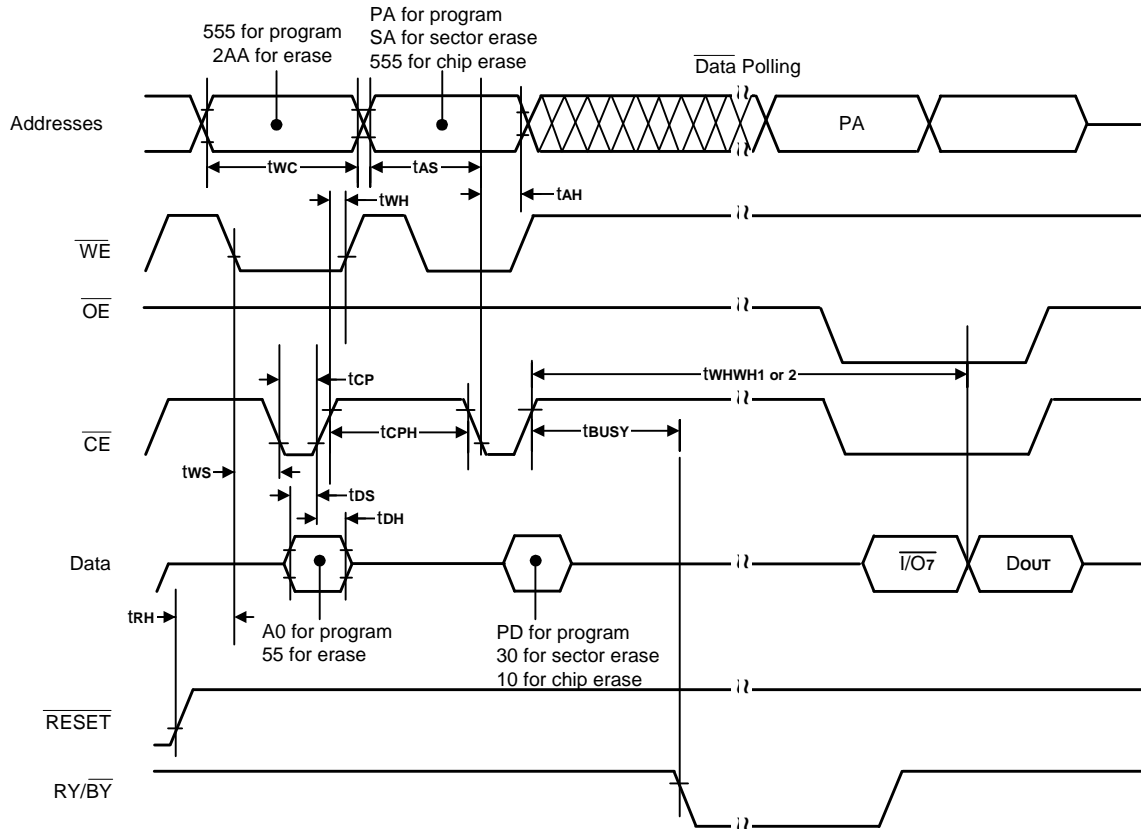 555 for program
2AA for erase
PA for program
SA for sector erase
555 for chip erase
Data Polling
Addresses
PA
tWC
tAS
tAH
tWH
WE
OE
tCP
tWHWH1 or 2
CE
tCPH
tBUSY
tWS
tDS
tDH
Data
I/O7
DOUT
tRH
A0 for program
55 for erase
PD for program
30 for sector erase
10 for chip erase
RESET
RY/BY